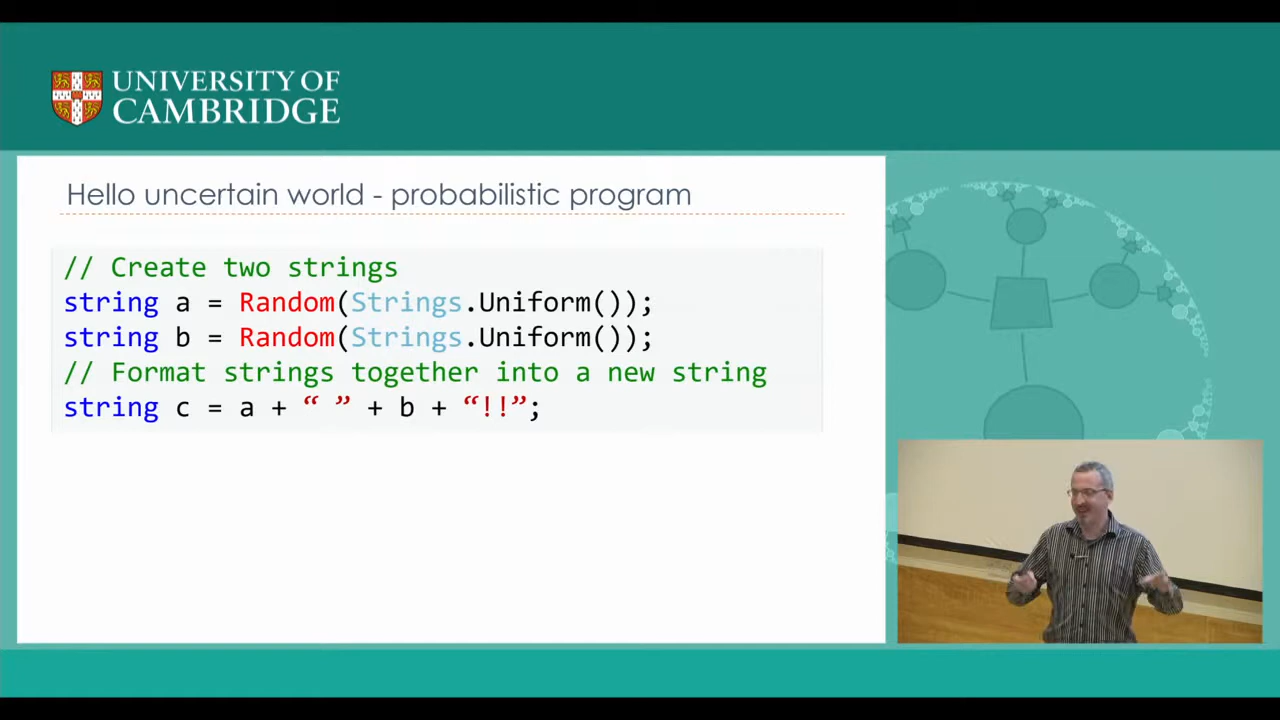 UNIVERSITY OF
CAMBRIDGE
Hello uncertain world - probabilistic program
// Create two strings
string a = Random(Strings.Uniform());
string b = Random(Strings.Uniform());
// Format strings together into a new string
string c = a + “ ” + b + “!!”;